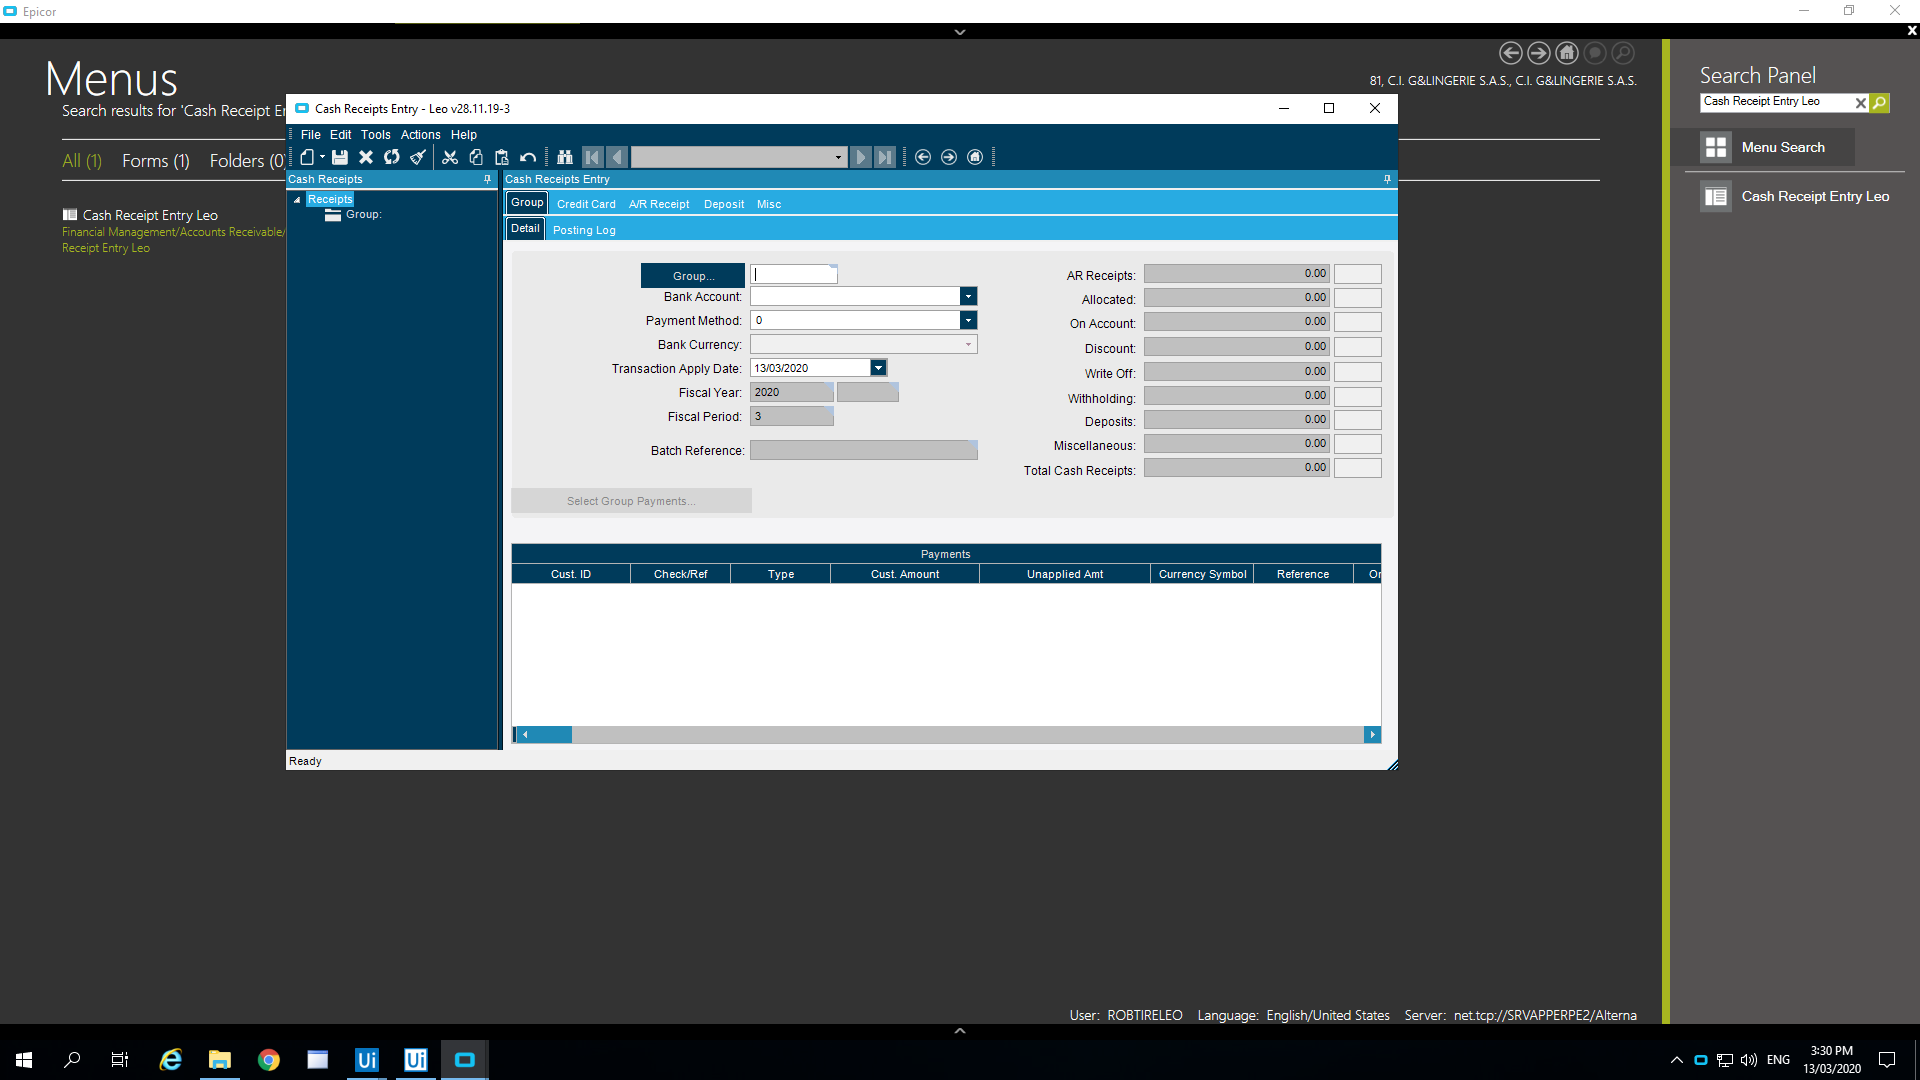 Epicor
Menus
Search results for 'Cash Receipt Er
81, C.I. G&LINGERIE S.A.S., C.I. G&LINGERIE S.A.S.
All (1) Forms (1) Folders (0)
Cash Receipt Entry Leo
Financial Management/Accounts Receivable/
Receipt Entry Leo
Cash Receipts Entry - Leo v28.11.19-3
File Edit Tools Actions Help
Cash Receipts
Receipts
Group:
Cash Receipts Entry
Group Credit Card A/R Receipt Deposit Misc
Detail Posting Log
Group...
Bank Account:
Payment Method: 0
Bank Currency:
Transaction Apply Date: 13/03/2020
Fiscal Year: 2020
Fiscal Period: 3
Batch Reference:
Select Group Payments...
AR Receipts: 0.00
Allocated: 0.00
On Account: 0.00
Discount: 0.00
Write Off: 0.00
Withholding: 0.00
Deposits: 0.00
Miscellaneous: 0.00
Total Cash Receipts: 0.00
Payments
Cust. ID Check/Ref Type Cust. Amount Unapplied Amt Currency Symbol Reference Or
Ready
Search Panel
Cash Receipt Entry Leo
Menu Search
Cash Receipt Entry Leo
User: ROBTIRELEO Language: English/United States Server: net.tcp://SRVAPPERPE2/Alterna
Ui Ui
ENG
3:30 PM
13/03/2020